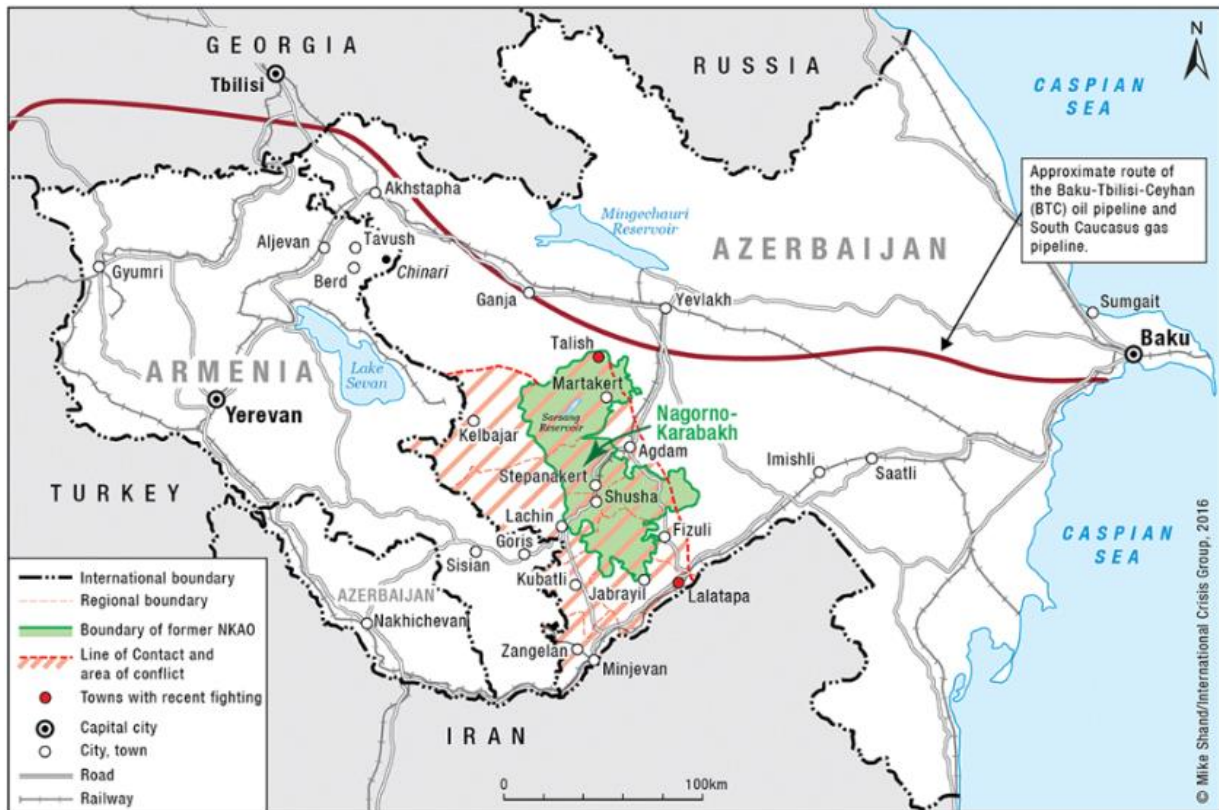 GEORGIA
Tbilisi
RUSSIA
N
CASPIAN
SEA
Akhstapha
Mingechauri
Reservoir
Approximate route of
the Baku-Tbilisi-Ceyhan
(BTC) oil pipeline and
South Caucasus gas
pipeline.
Aljevan
Tavush
AZERBAIJAN
Gyumri
Berd
Chinari
Ganja
Yevlakh
Sumgait
Baku
Talish
ARMENIA
Lake
Sevan
Martakert
Yerevan
Sarsang
Reservoir
Nagorno-
Karabakh
Kelbajar
Agdam
Imishli
Saatli
TURKEY
Stepanakert
Shusha
Lachin
Goris
Fizuli
CASPIAN
SEA
Sisian
Kubatli
Jabrayil
Lalatapa
AZERBAIJAN
Nakhichevan
Zangelan
Minjevan
IRAN
International boundary
Regional boundary
Boundary of former NKAO
Line of Contact and
area of conflict
Towns with recent fighting
Capital city
City, town
Road
Railway
0 100km
© Mike Shand/International Crisis Group, 2016